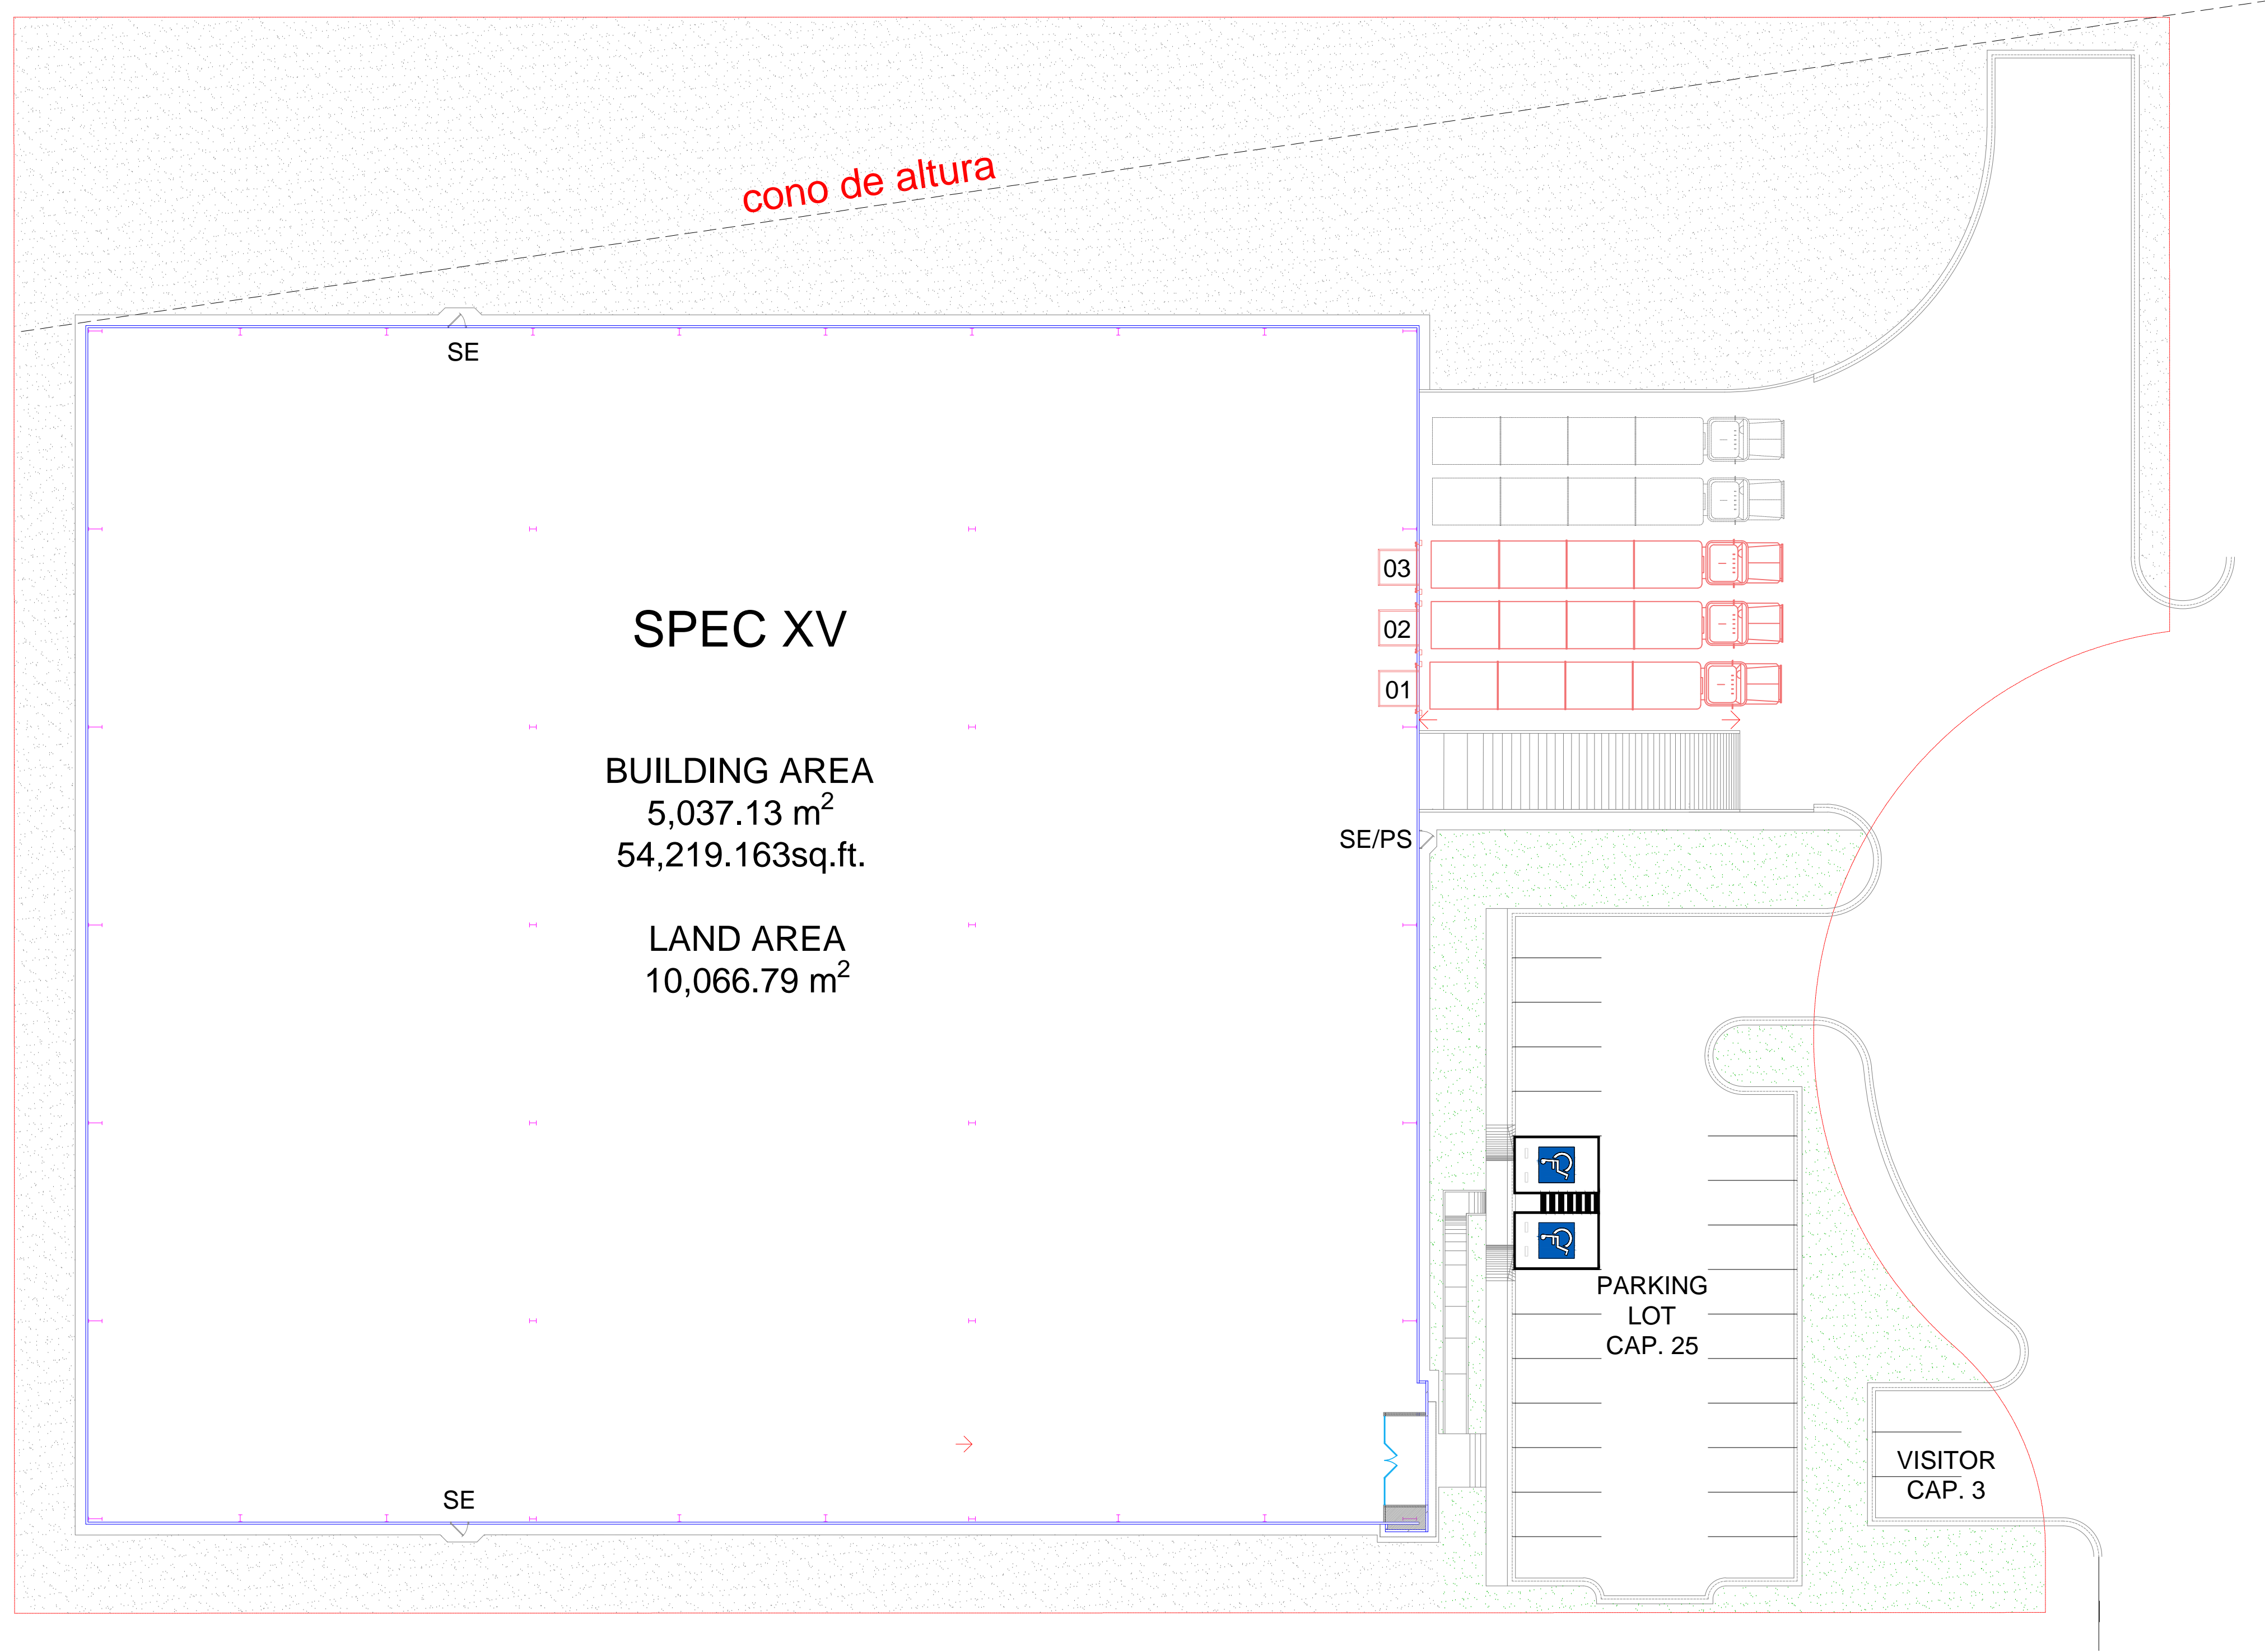 cono de altura
SE
SPEC XV
03
02
01
BUILDING AREA
5,037.13 m²
54,219.163sq.ft.
SE/PS
LAND AREA
10,066.79 m²
PARKING
LOT
CAP. 25
VISITOR
CAP. 3
SE